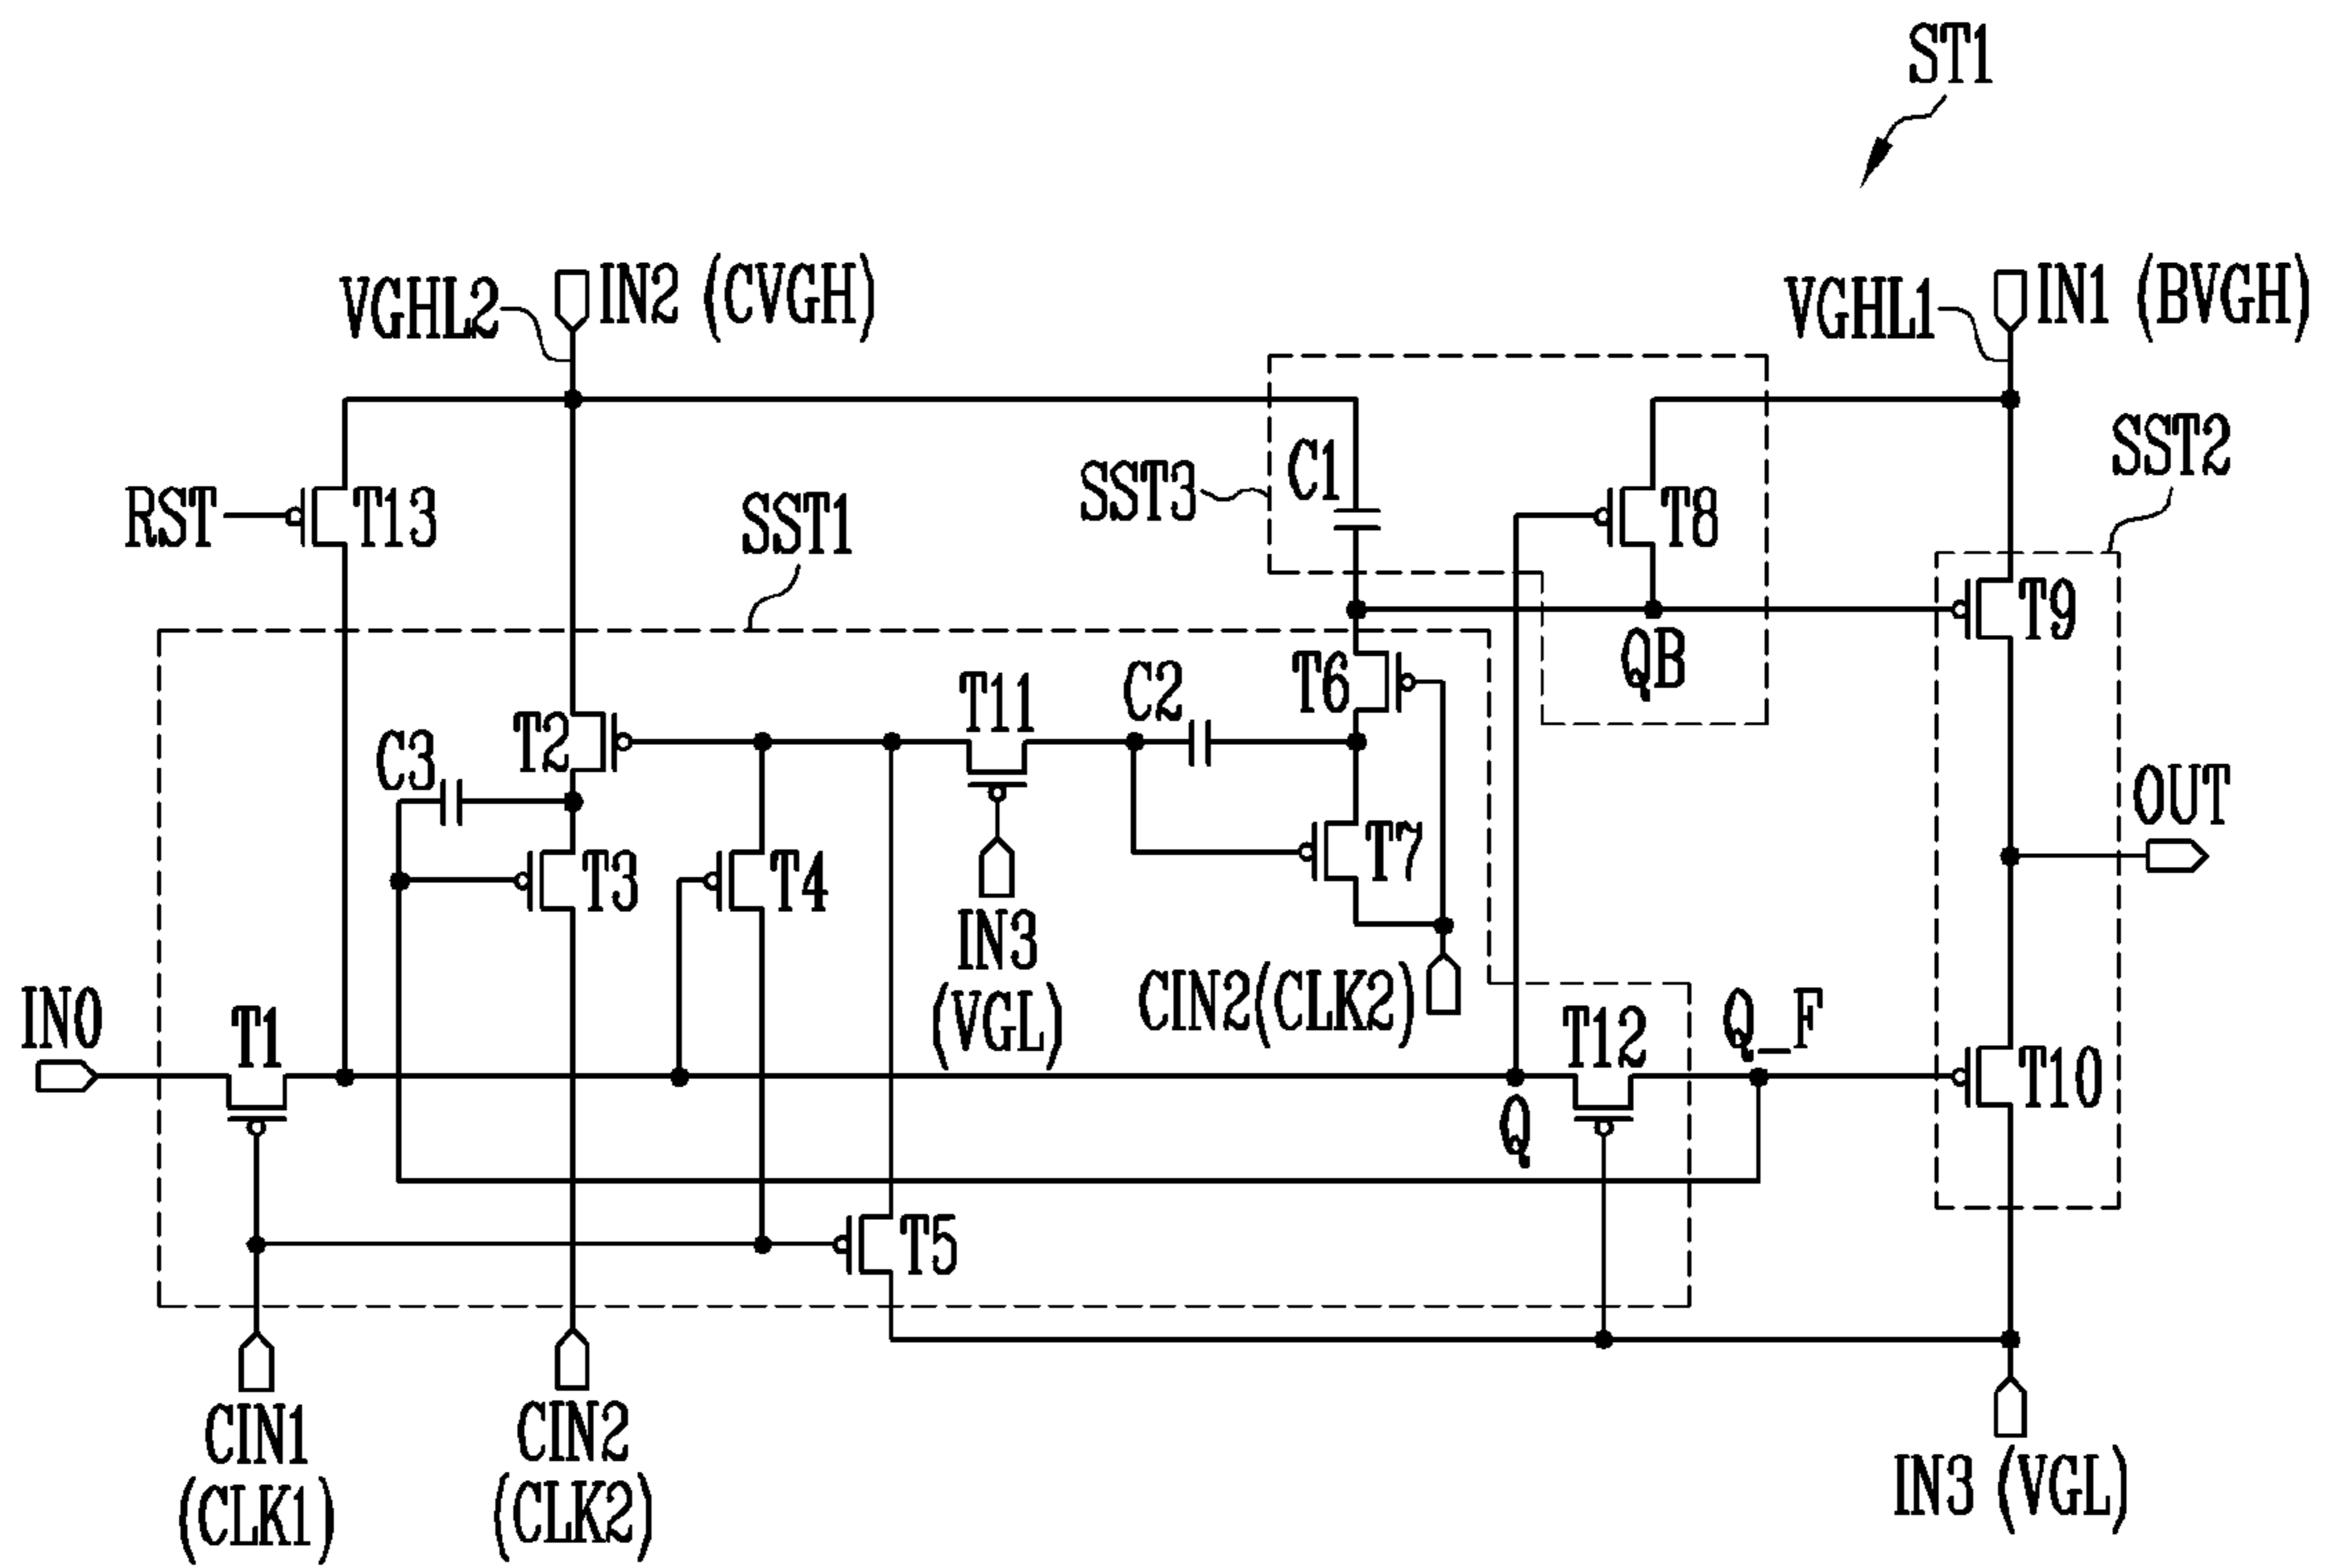 ST1
VGHL2
IN2 (CVGH)
VGHL1
IN1 (BVGH)
SST2
C1
SST3
RST
T13
SST1
T8
T9
QB
T6
T11
C2
T2
C3
OUT
T7
T3
T4
IN3
(VGL)
CIN2(CLK2)
IN0
T1
T12
Q_F
T10
Q
T5
CIN1
(CLK1)
CIN2
(CLK2)
IN3 (VGL)